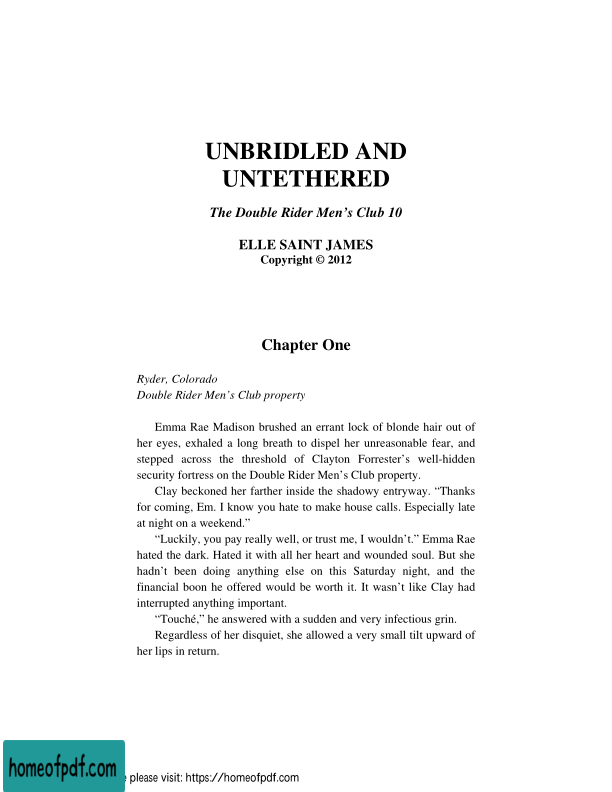 UNBRIDLED AND
UNTETHERED
The Double Rider Men’s Club 10
ELLE SAINT JAMES
Copyright © 2012
Chapter One
Ryder, Colorado
Double Rider Men’s Club property
Emma Rae Madison brushed an errant lock of blonde hair out of
her eyes, exhaled a long breath to dispel her unreasonable fear, and
stepped across the threshold of Clayton Forrester’s well-hidden
security fortress on the Double Rider Men’s Club property.
Clay beckoned her farther inside the shadowy entryway. “Thanks
for coming, Em. I know you hate to make house calls. Especially late
at night on a weekend.”
“Luckily, you pay really well, or trust me, I wouldn’t.” Emma Rae
hated the dark. Hated it with all her heart and wounded soul. But she
hadn’t been doing anything else on this Saturday night, and the
financial boon he offered would be worth it. It wasn’t like Clay had
interrupted anything important.
“Touché,” he answered with a sudden and very infectious grin.
Regardless of her disquiet, she allowed a very small tilt upward of
her lips in return.
homeofpdf.com
please visit: https://homeofpdf.com